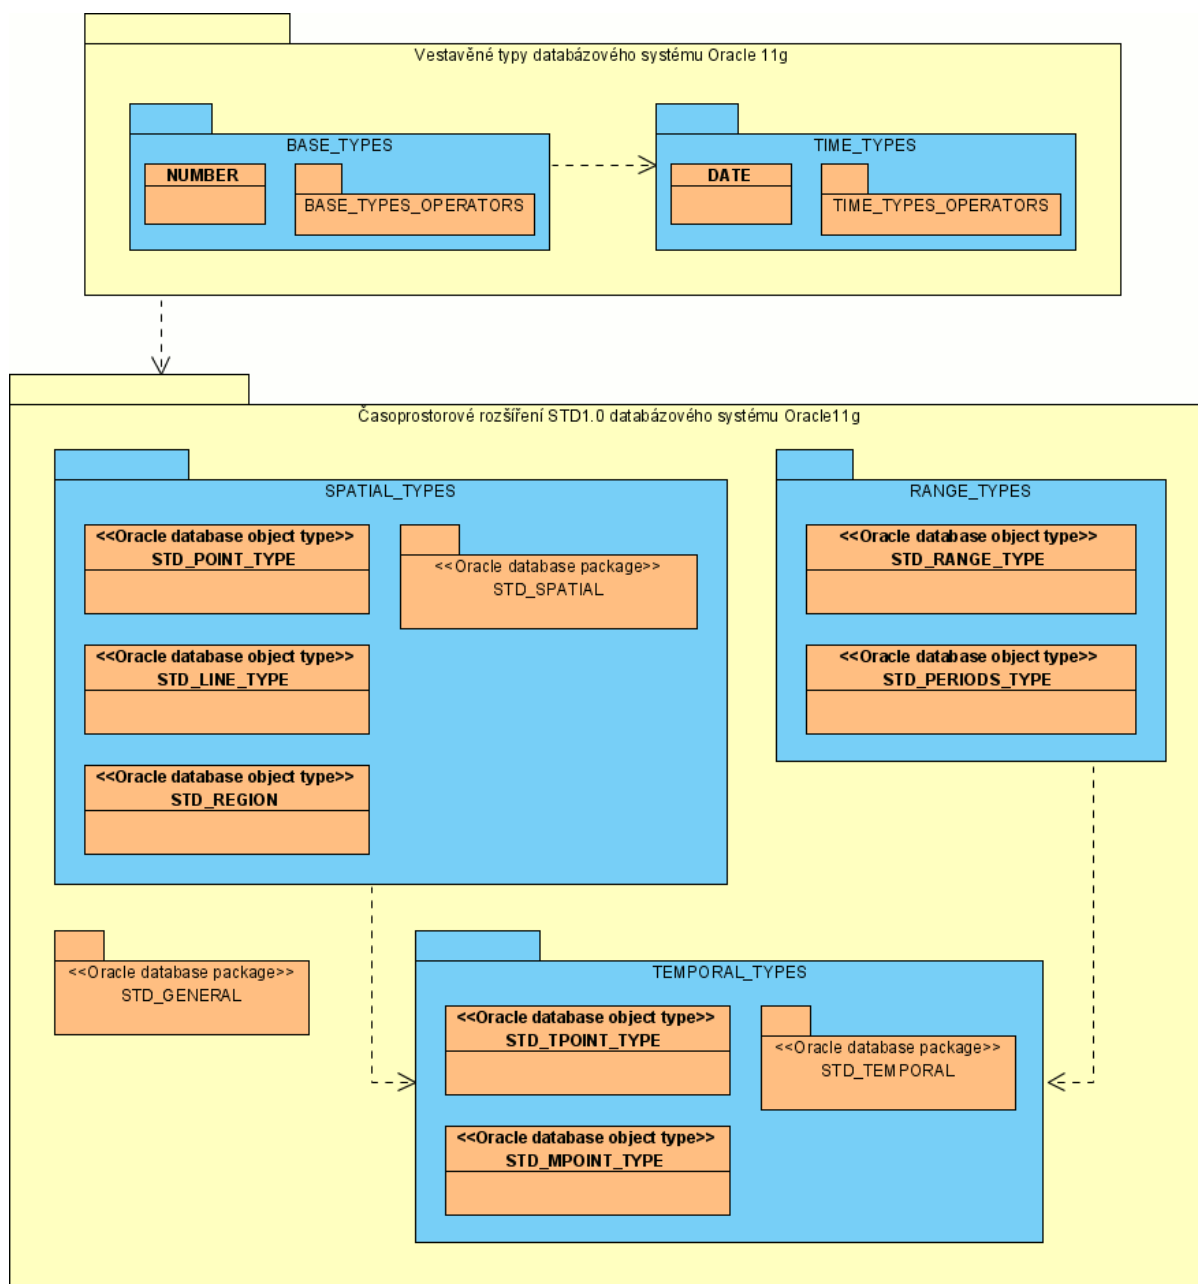 Vestavěné typy databázového systému Oracle 11g
BASE_TYPES
NUMBER
BASE_TYPES_OPERATORS
TIME_TYPES
DATE
TIME_TYPES_OPERATORS
Časoprostorové rozšíření STD1.0 databázového systému Oracle11g
SPATIAL_TYPES
<<Oracle database object type>>
STD_POINT_TYPE
<<Oracle database package>>
STD_SPATIAL
<<Oracle database object type>>
STD_LINE_TYPE
<<Oracle database object type>>
STD_REGION
RANGE_TYPES
<<Oracle database object type>>
STD_RANGE_TYPE
<<Oracle database object type>>
STD_PERIODS_TYPE
<<Oracle database package>>
STD_GENERAL
TEMPORAL_TYPES
<<Oracle database object type>>
STD_TPOINT_TYPE
<<Oracle database package>>
STD_TEMPORAL
<<Oracle database object type>>
STD_MPOINT_TYPE